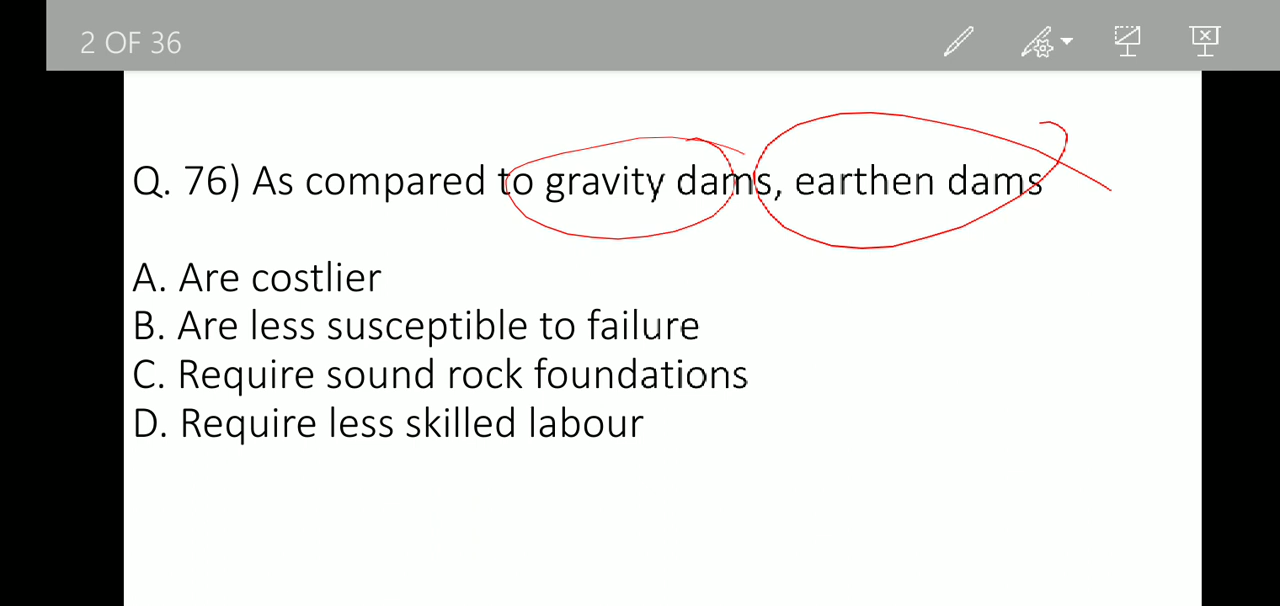 2 OF 36
Q. 76) As compared to gravity dams, earthen dams
A. Are costlier
B. Are less susceptible to failure
C. Require sound rock foundations
D. Require less skilled labour